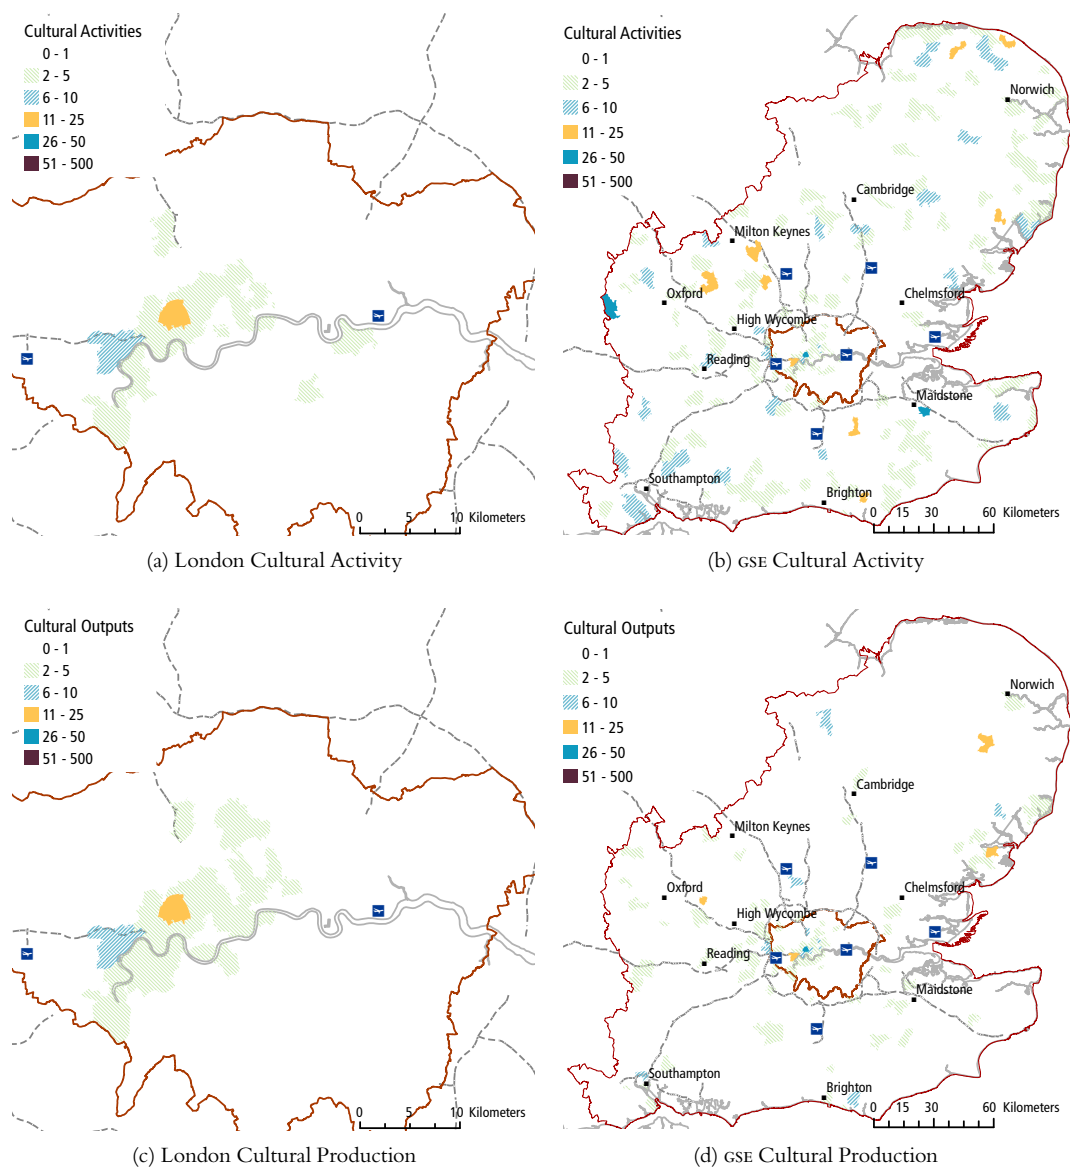 Cultural Activities
0 - 1
2 - 5
6 - 10
11 - 25
26 - 50
51 - 500
0 5 10 Kilometers
(a) London Cultural Activity
Cultural Activities
0 - 1
2 - 5
6 - 10
11 - 25
26 - 50
51 - 500
Norwich
Cambridge
Milton Keynes
Oxford
Chelmsford
High Wycombe
Reading
Maidstone
Southampton
Brighton
0 15 30 60 Kilometers
(b) GSE Cultural Activity
Cultural Outputs
0 - 1
2 - 5
6 - 10
11 - 25
26 - 50
51 - 500
0 5 10 Kilometers
(c) London Cultural Production
Cultural Outputs
0 - 1
2 - 5
6 - 10
11 - 25
26 - 50
51 - 500
Norwich
Cambridge
Milton Keynes
Oxford
Chelmsford
High Wycombe
Reading
Maidstone
Southampton
Brighton
0 15 30 60 Kilometers
(d) GSE Cultural Production